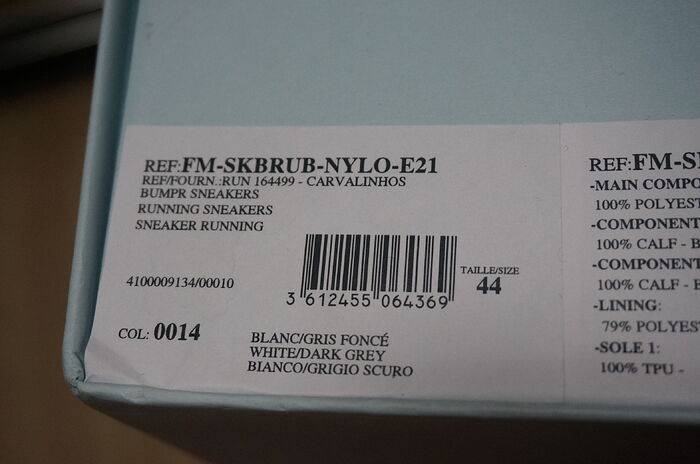 REF:FM-SKBRUB-NYLO-E21
REF/FOURN.:RUN 164499 - CARVALINHOS
BUMPR SNEAKERS
RUNNING SNEAKERS
SNEAKER RUNNING
4100009134/00010
3 612455 064369
TAILLE/SIZE
44
COL: 0014
BLANC/GRIS FONCÉ
WHITE/DARK GREY
BIANCO/GRIGIO SCURO
REF:FM-S
-MAIN COMPO
100% POLYEST
-COMPONENT
100% CALF - B
-COMPONENT
100% CALF -
-LINING:
79% POLYES
-SOLE 1:
100% TPU -